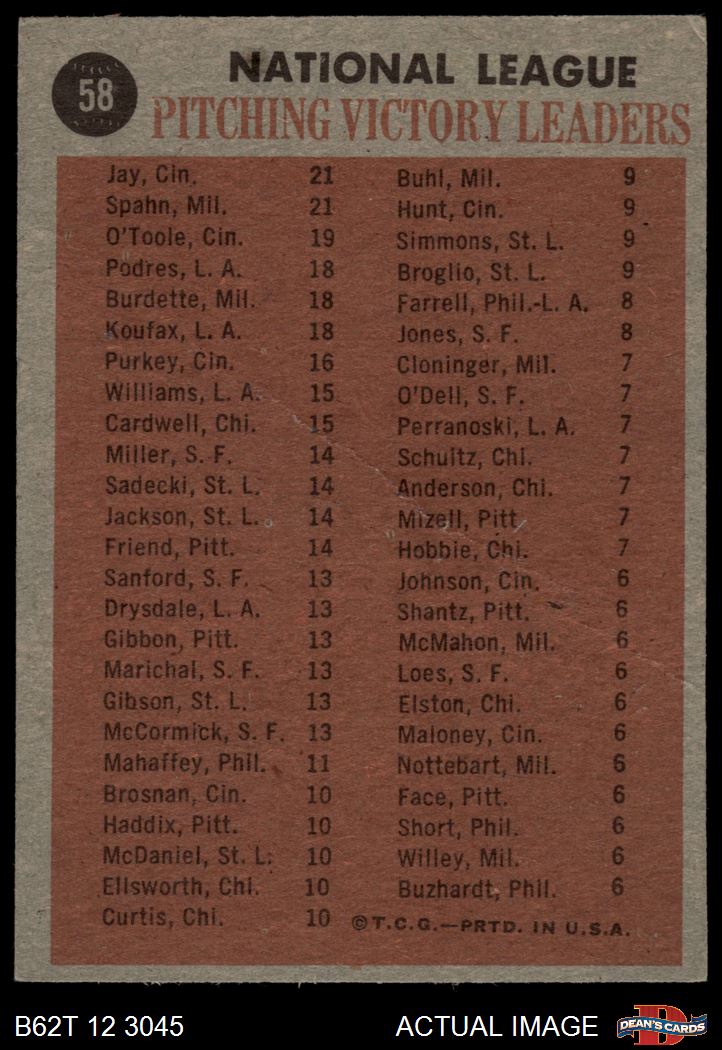 58
NATIONAL LEAGUE
PITCHING VICTORY LEADERS
Jay, Cin. 21
Spahn, Mil. 21
O'Toole, Cin. 19
Podres, L. A. 18
Burdette, Mil. 18
Koufax, L. A. 18
Purkey, Cin. 16
Williams, L. A. 15
Cardwell, Chi. 15
Miller, S. F. 14
Sadecki, St. L. 14
Jackson, St. L. 14
Friend, Pitt. 14
Sanford, S. F. 13
Drysdale, L. A. 13
Gibbon, Pitt. 13
Marichal, S. F. 13
Gibson, St. L. 13
McCormick, S. F. 13
Mahaffey, Phil. 11
Brosnan, Cin. 10
Haddix, Pitt. 10
McDaniel, St. L. 10
Ellsworth, Chi. 10
Curtis, Chi. 10
Buhl, Mil. 9
Hunt, Cin. 9
Simmons, St. L. 9
Broglio, St. L. 9
Farrell, Phil.-L. A. 8
Jones, S. F. 8
Cloninger, Mil. 7
O'Dell, S. F. 7
Perranoski, L. A. 7
Schultz, Chi. 7
Anderson, Chi. 7
Mizell, Pitt. 7
Hobbie, Chi. 7
Johnson, Cin. 6
Shantz, Pitt. 6
McMahon, Mil. 6
Loes, S. F. 6
Elston, Chi. 6
Maloney, Cin. 6
Nottebart, Mil. 6
Face, Pitt. 6
Short, Phil. 6
Willey, Mil. 6
Buzhardt, Phil. 6
© T.C.G.—PRTD. IN U.S.A.
B62T 12 3045
ACTUAL IMAGE
D
DEAN'S CARDS